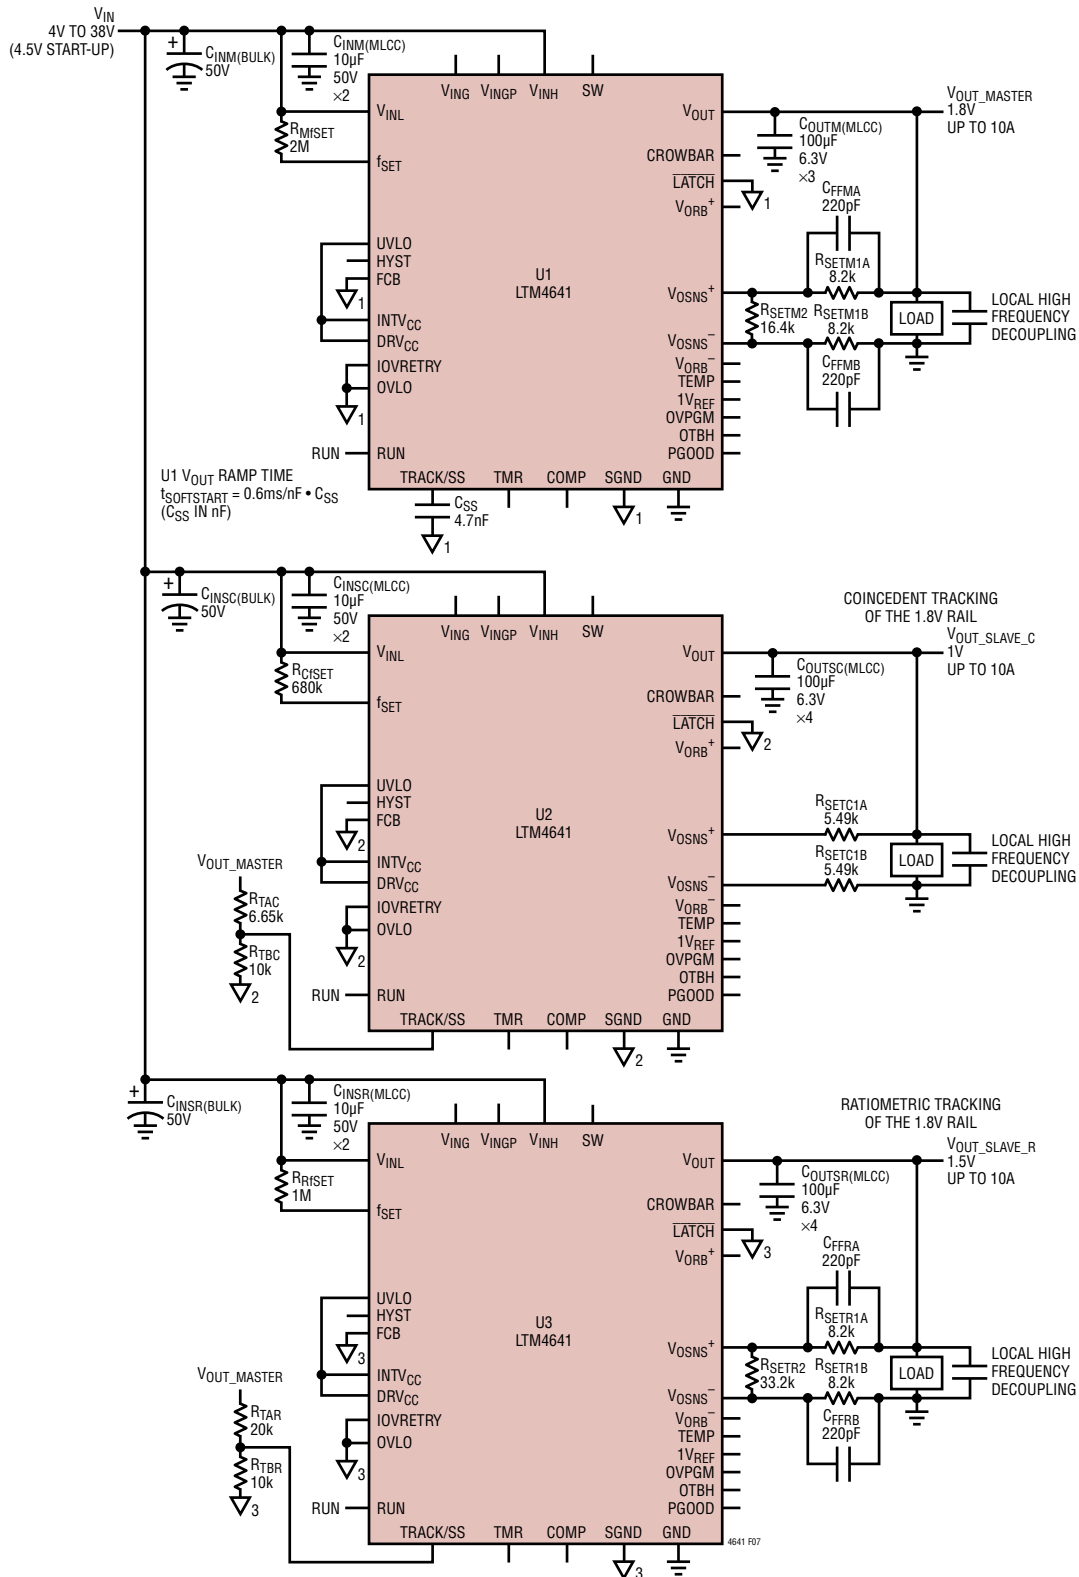 VIN
4V TO 38V
(4.5V START-UP)
+
CINM(BULK)
50V
CINM(MLCC)
10µF
50V
×2
RMfSET
2M
VING
VINGP
VINH
SW
VINL
fSET
UVLO
HYST
FCB
1
INTVCC
DRVCC
IOVRETRY
OVLO
1
RUN
RUN
U1
LTM4641
VOUT
CROWBAR
LATCH
1
VORB+
VOSNS+
VOSNS−
VORB−
TEMP
1VREF
OVPGM
OTBH
PGOOD
TRACK/SS
TMR
COMP
SGND
GND
VOUT_MASTER
1.8V
UP TO 10A
COUTM(MLCC)
100µF
6.3V
×3
CFFMA
220pF
RSETM1A
8.2k
RSETM2
16.4k
RSETM1B
8.2k
CFFMB
220pF
LOAD
LOCAL HIGH
FREQUENCY
DECOUPLING
U1 VOUT RAMP TIME
tSOFTSTART = 0.6ms/nF • CSS
(CSS IN nF)
CSS
4.7nF
1
1
+
CINSC(BULK)
50V
CINSC(MLCC)
10µF
50V
×2
RCfSET
680k
VING
VINGP
VINH
SW
VINL
fSET
UVLO
HYST
FCB
2
INTVCC
DRVCC
IOVRETRY
OVLO
2
RUN
RUN
U2
LTM4641
VOUT
CROWBAR
LATCH
2
VORB+
VOSNS+
VOSNS−
VORB−
TEMP
1VREF
OVPGM
OTBH
PGOOD
TRACK/SS
TMR
COMP
SGND
GND
2
COINCEDENT TRACKING
OF THE 1.8V RAIL
VOUT_SLAVE_C
1V
UP TO 10A
COUTSC(MLCC)
100µF
6.3V
×4
RSETC1A
5.49k
RSETC1B
5.49k
LOAD
LOCAL HIGH
FREQUENCY
DECOUPLING
VOUT_MASTER
RTAC
6.65k
RTBC
10k
2
+
CINSR(BULK)
50V
CINSR(MLCC)
10µF
50V
×2
RRfSET
1M
VING
VINGP
VINH
SW
VINL
fSET
UVLO
HYST
FCB
3
INTVCC
DRVCC
IOVRETRY
OVLO
3
RUN
RUN
U3
LTM4641
VOUT
CROWBAR
LATCH
3
VORB+
VOSNS+
VOSNS−
VORB−
TEMP
1VREF
OVPGM
OTBH
PGOOD
TRACK/SS
TMR
COMP
SGND
GND
3
RATIOMETRIC TRACKING
OF THE 1.8V RAIL
VOUT_SLAVE_R
1.5V
UP TO 10A
COUTSR(MLCC)
100µF
6.3V
×4
CFFRA
220pF
RSETR1A
8.2k
RSETR2
33.2k
RSETR1B
8.2k
CFFRB
220pF
LOAD
LOCAL HIGH
FREQUENCY
DECOUPLING
VOUT_MASTER
RTAR
20k
RTBR
10k
3
4641 F07